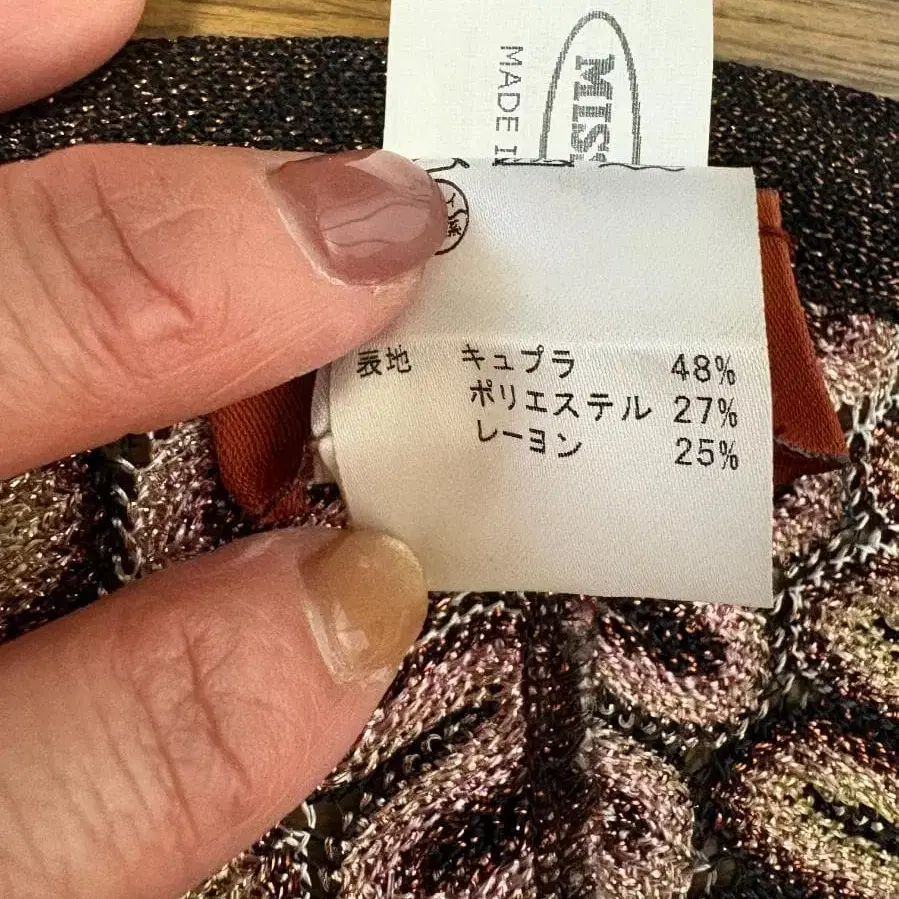 MISS
MADE I
表地 キュプラ 48%
ポリエステル 27%
レーヨン 25%